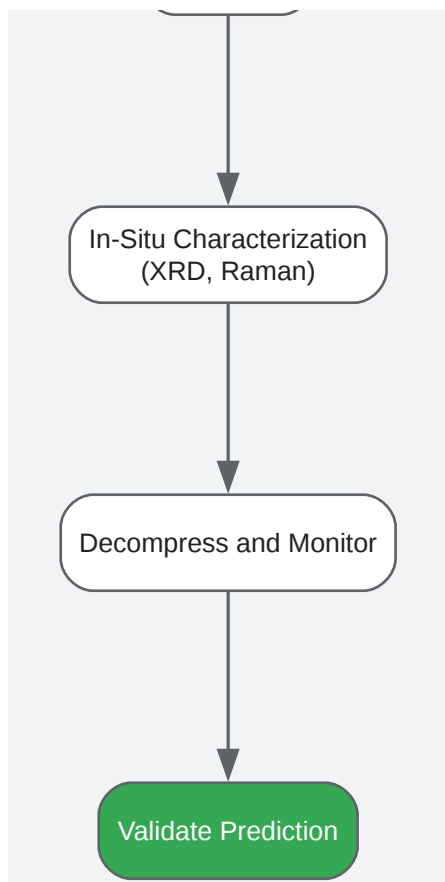 In-Situ Characterization
(XRD, Raman)
Decompress and Monitor
Validate Prediction